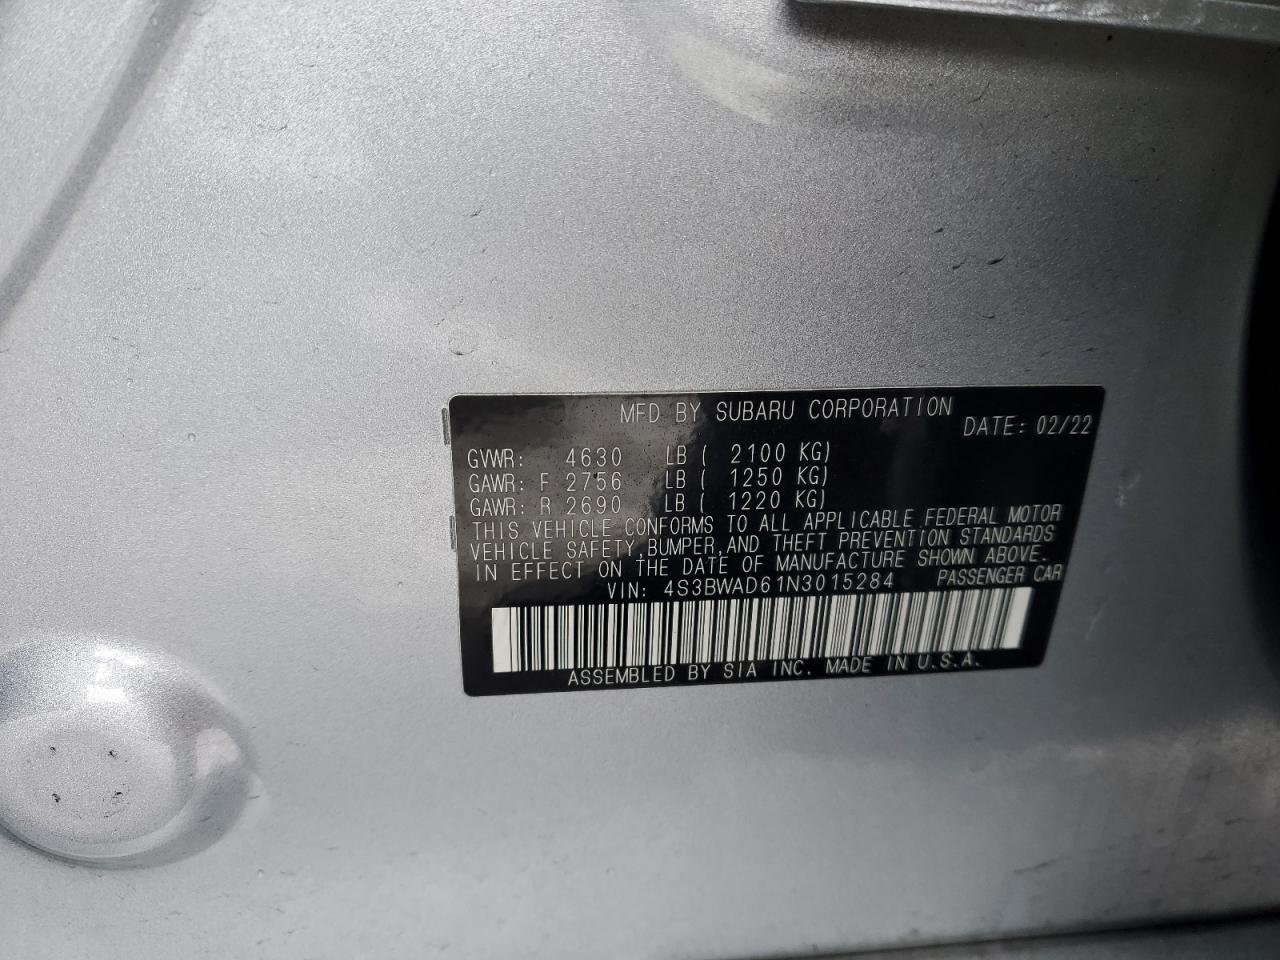 MFD BY SUBARU CORPORATION
DATE: 02/22
GVWR: 4630 LB ( 2100 KG)
GAWR: F 2756 LB ( 1250 KG)
GAWR: R 2690 LB ( 1220 KG)
THIS VEHICLE CONFORMS TO ALL APPLICABLE FEDERAL MOTOR
VEHICLE SAFETY,BUMPER,AND THEFT PREVENTION STANDARDS
IN EFFECT ON THE DATE OF MANUFACTURE SHOWN ABOVE.
VIN: 4S3BWAD61N3015284 PASSENGER CAR
ASSEMBLED BY SIA INC. MADE IN U.S.A.